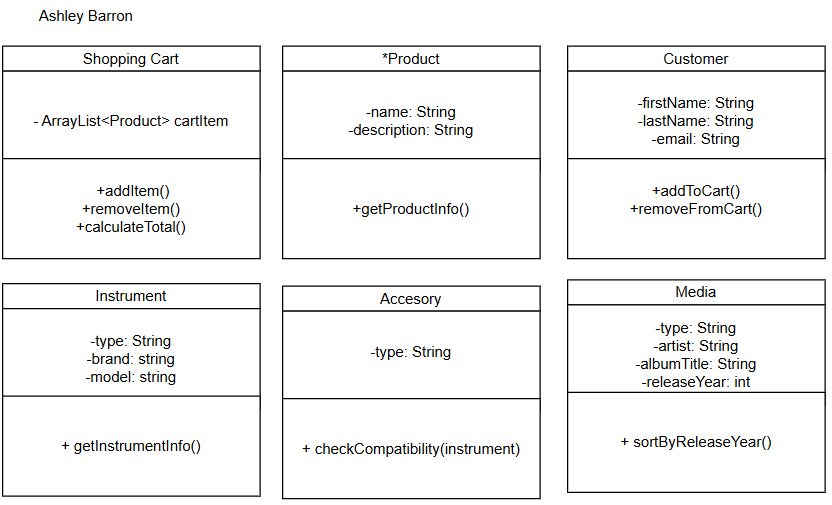 Ashley Barron
Shopping Cart
- ArrayList<Product> cartItem
+addItem()
+removeItem()
+calculateTotal()
*Product
-name: String
-description: String
+getProductInfo()
Customer
-firstName: String
-lastName: String
-email: String
+addToCart()
+removeFromCart()
Instrument
-type: String
-brand: string
-model: string
+ getInstrumentInfo()
Accesory
-type: String
+ checkCompatibility(instrument)
Media
-type: String
-artist: String
-albumTitle: String
-releaseYear: int
+ sortByReleaseYear()